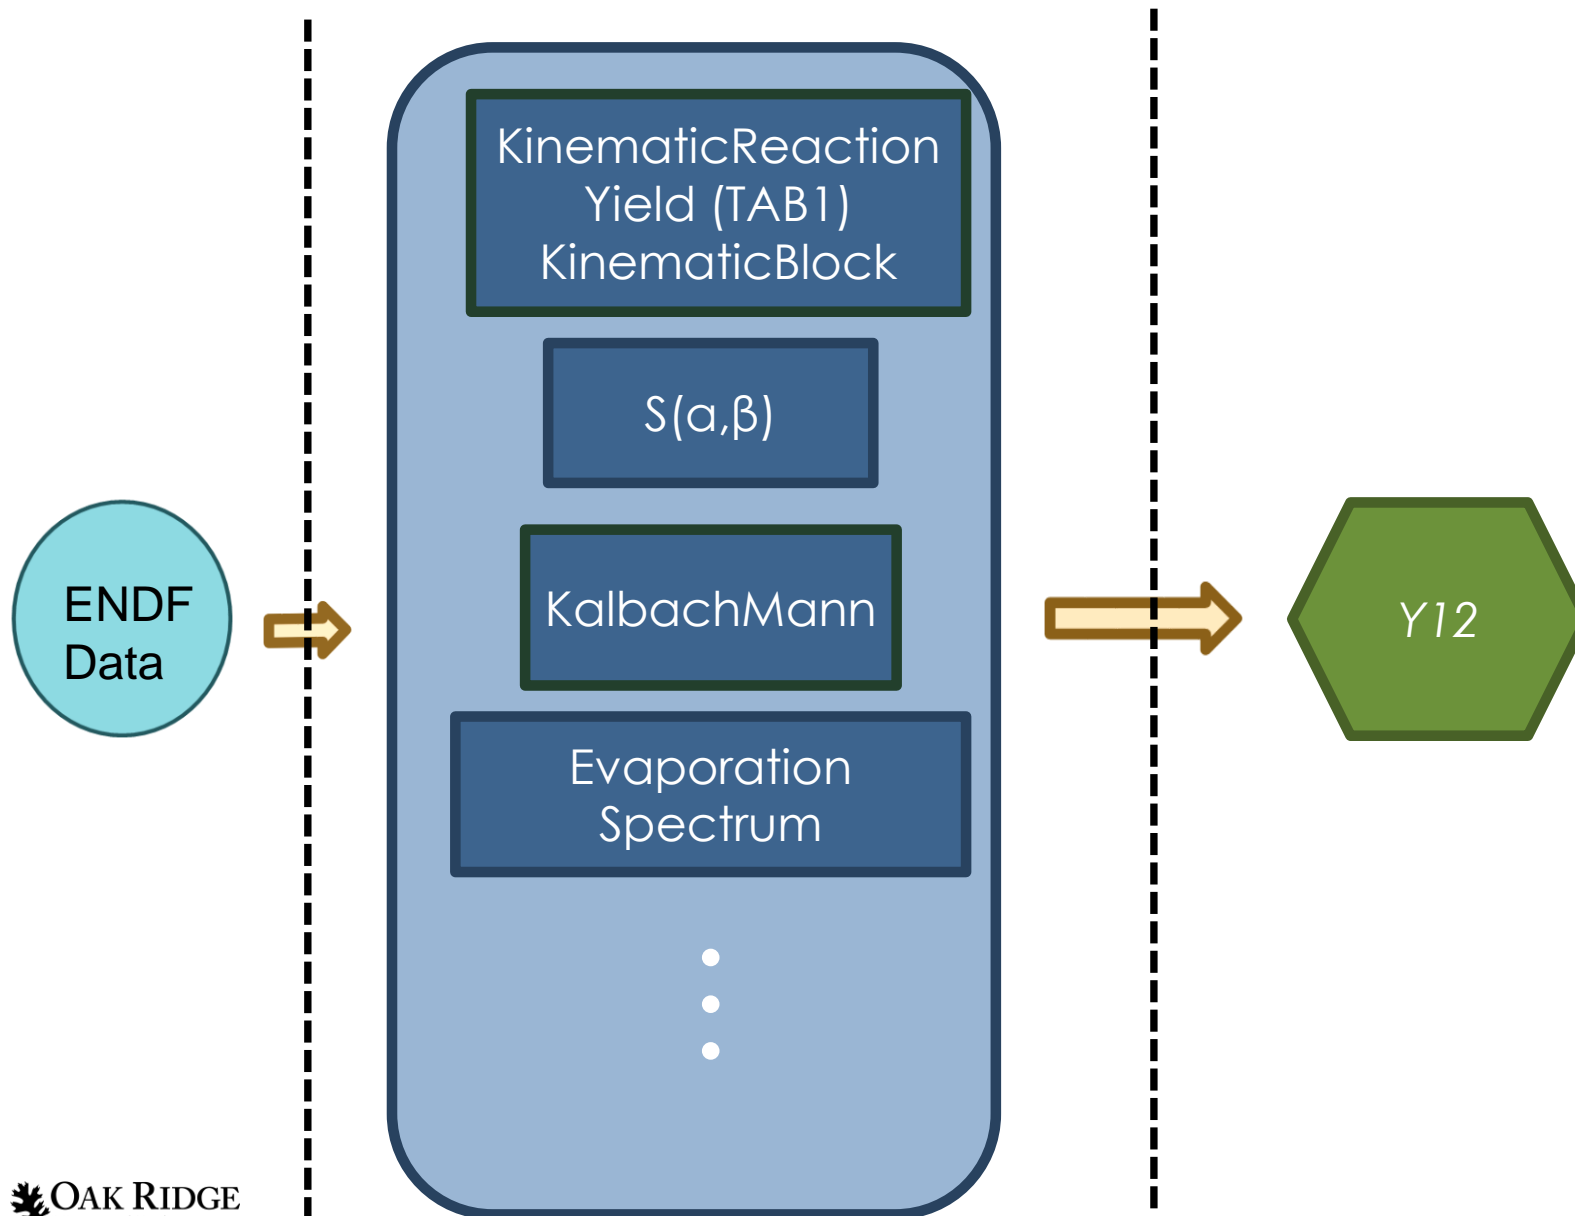 KinematicReaction
Yield (TAB1)
KinematicBlock
S(α,β)
ENDF
Data
KalbachMann
Y12
Evaporation
Spectrum
OAK RIDGE